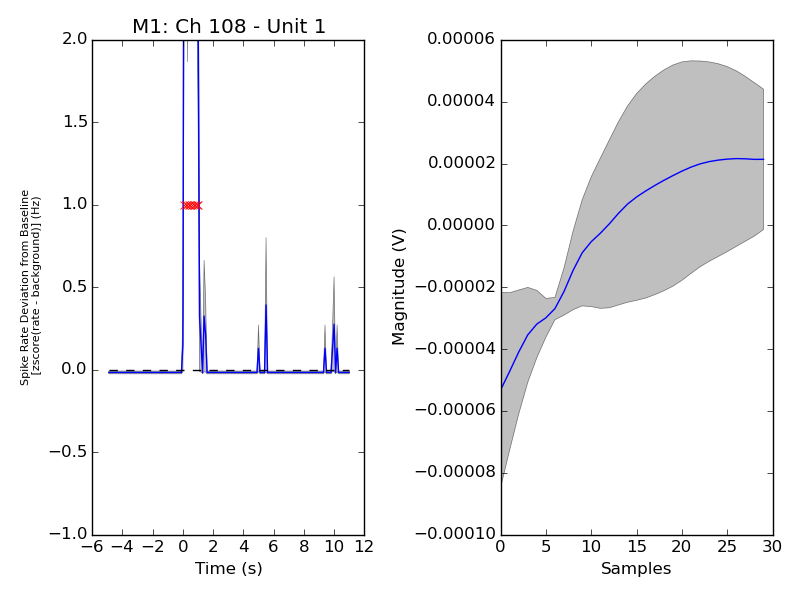 M1: Ch 108 - Unit 1
2.0
1.5
1.0
0.5
0.0
−0.5
−1.0
Spike Rate Deviation from Baseline
[zscore(rate - background)] (Hz)
−6 −4 −2 0 2 4 6 8 10 12
Time (s)
0.00006
0.00004
0.00002
0.00000
−0.00002
−0.00004
−0.00006
−0.00008
−0.00010
Magnitude (V)
0 5 10 15 20 25 30
Samples